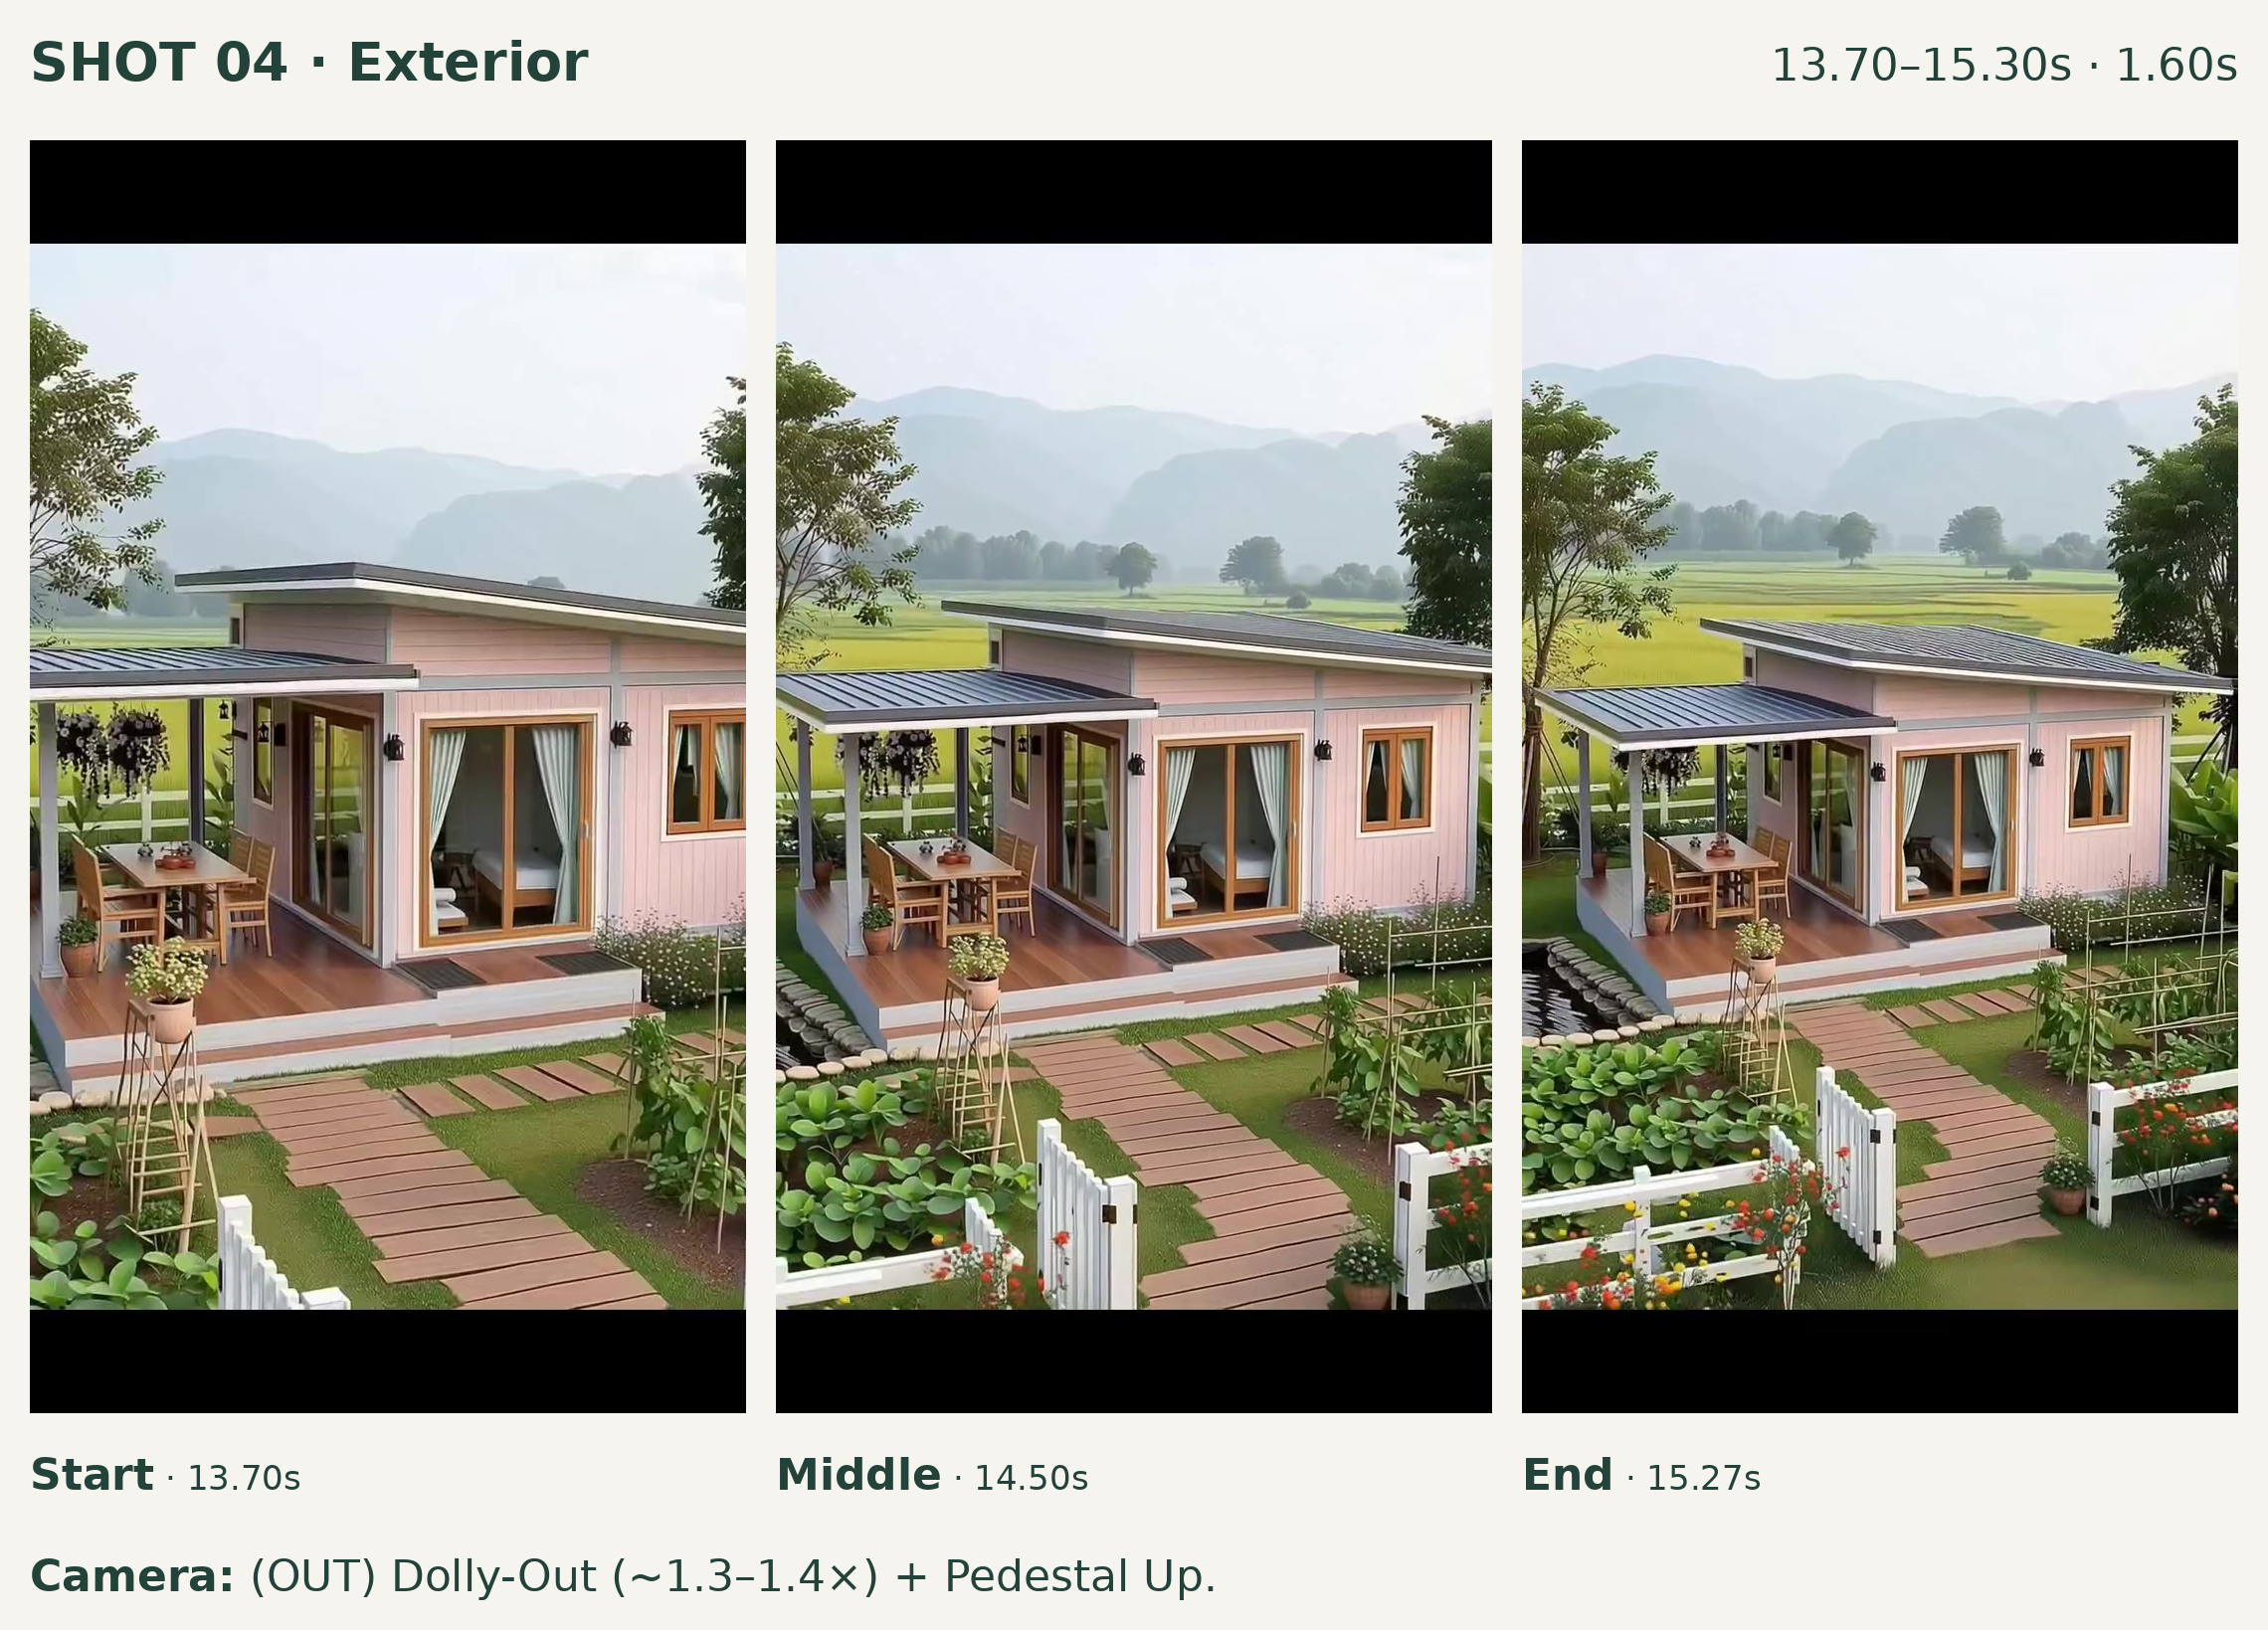 SHOT 04 · Exterior
13.70–15.30s · 1.60s
Start · 13.70s
Middle · 14.50s
End · 15.27s
Camera: (OUT) Dolly-Out (~1.3–1.4×) + Pedestal Up.